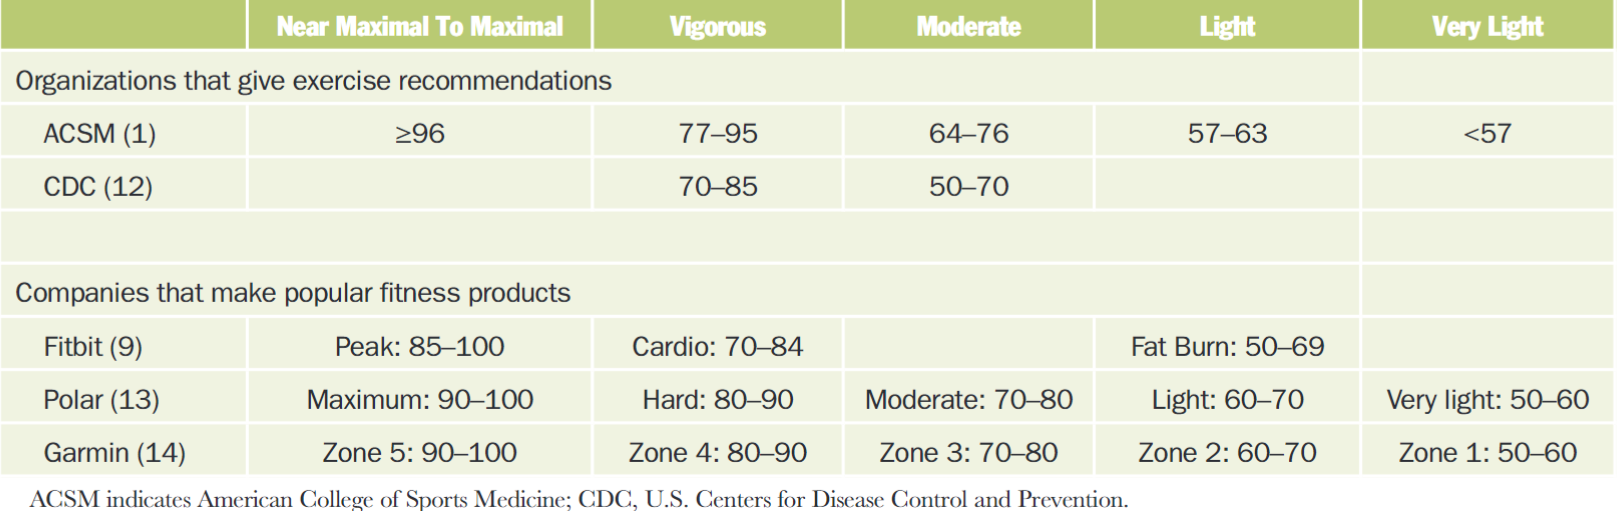 Near Maximal To Maximal Vigorous Moderate Light Very Light
Organizations that give exercise recommendations
ACSM (1) ≥96 77–95 64–76 57–63 <57
CDC (12) 70–85 50–70
Companies that make popular fitness products
Fitbit (9) Peak: 85–100 Cardio: 70–84 Fat Burn: 50–69
Polar (13) Maximum: 90–100 Hard: 80–90 Moderate: 70–80 Light: 60–70 Very light: 50–60
Garmin (14) Zone 5: 90–100 Zone 4: 80–90 Zone 3: 70–80 Zone 2: 60–70 Zone 1: 50–60
ACSM indicates American College of Sports Medicine; CDC, U.S. Centers for Disease Control and Prevention.